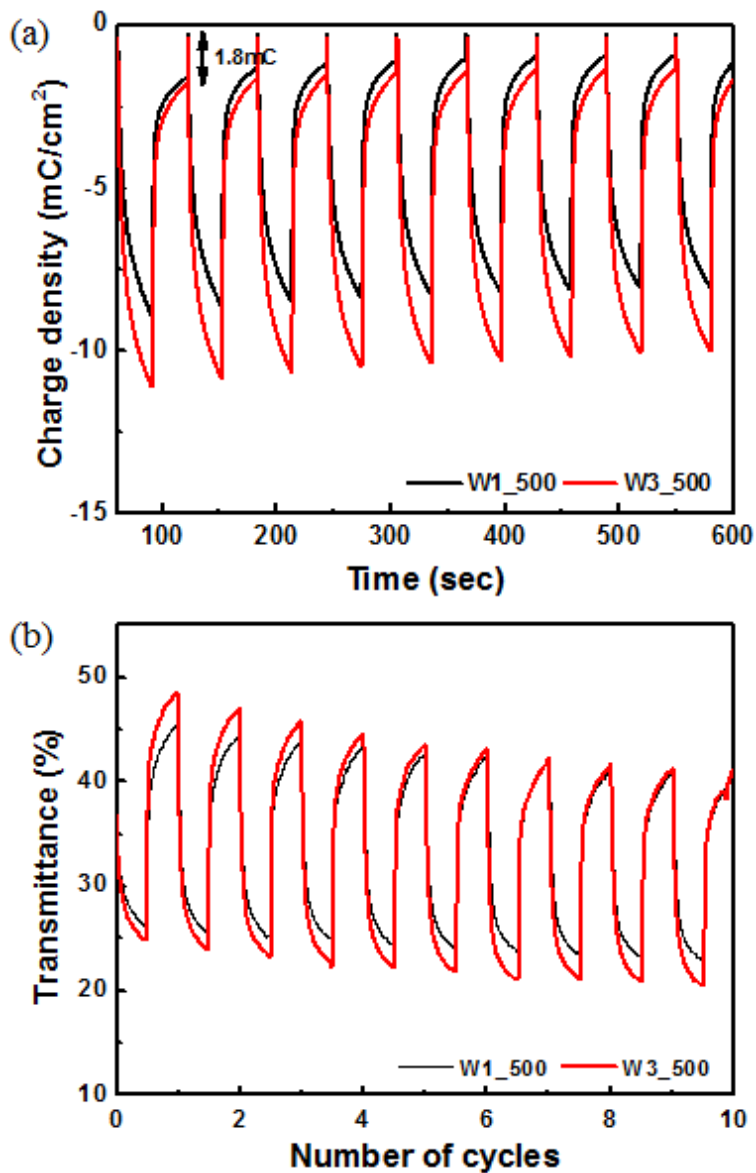 (a)
Charge density (mC/cm²)
0
-5
-10
-15
1.8mC
W1_500 W3_500
100 200 300 400 500 600
Time (sec)
(b)
Transmittance (%)
50
40
30
20
10
W1_500 W3_500
0 2 4 6 8 10
Number of cycles